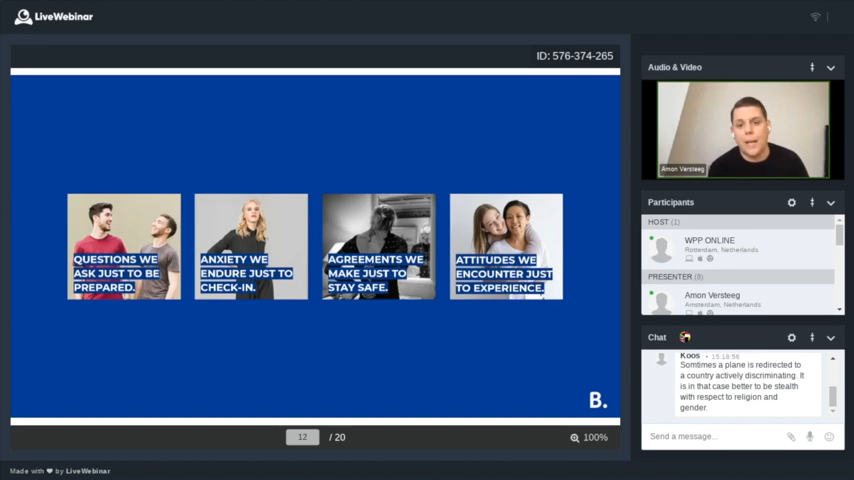 LiveWebinar
ID: 576-374-265
QUESTIONS WE
ASK JUST TO BE
PREPARED.
ANXIETY WE
ENDURE JUST TO
CHECK-IN.
AGREEMENTS WE
MAKE JUST TO
STAY SAFE.
ATTITUDES WE
ENCOUNTER JUST
TO EXPERIENCE.
B.
12 / 20
100%
Made with ❤ by LiveWebinar
Audio & Video
Amon Versteeg
Participants
HOST (1)
WPP ONLINE
Rotterdam, Netherlands
PRESENTER (8)
Amon Versteeg
Amsterdam, Netherlands
Chat
Koos • 15:18:56
Somtimes a plane is redirected to
a country actively discriminating. It
is in that case better to be stealth
with respect to religion and
gender.
Send a message...